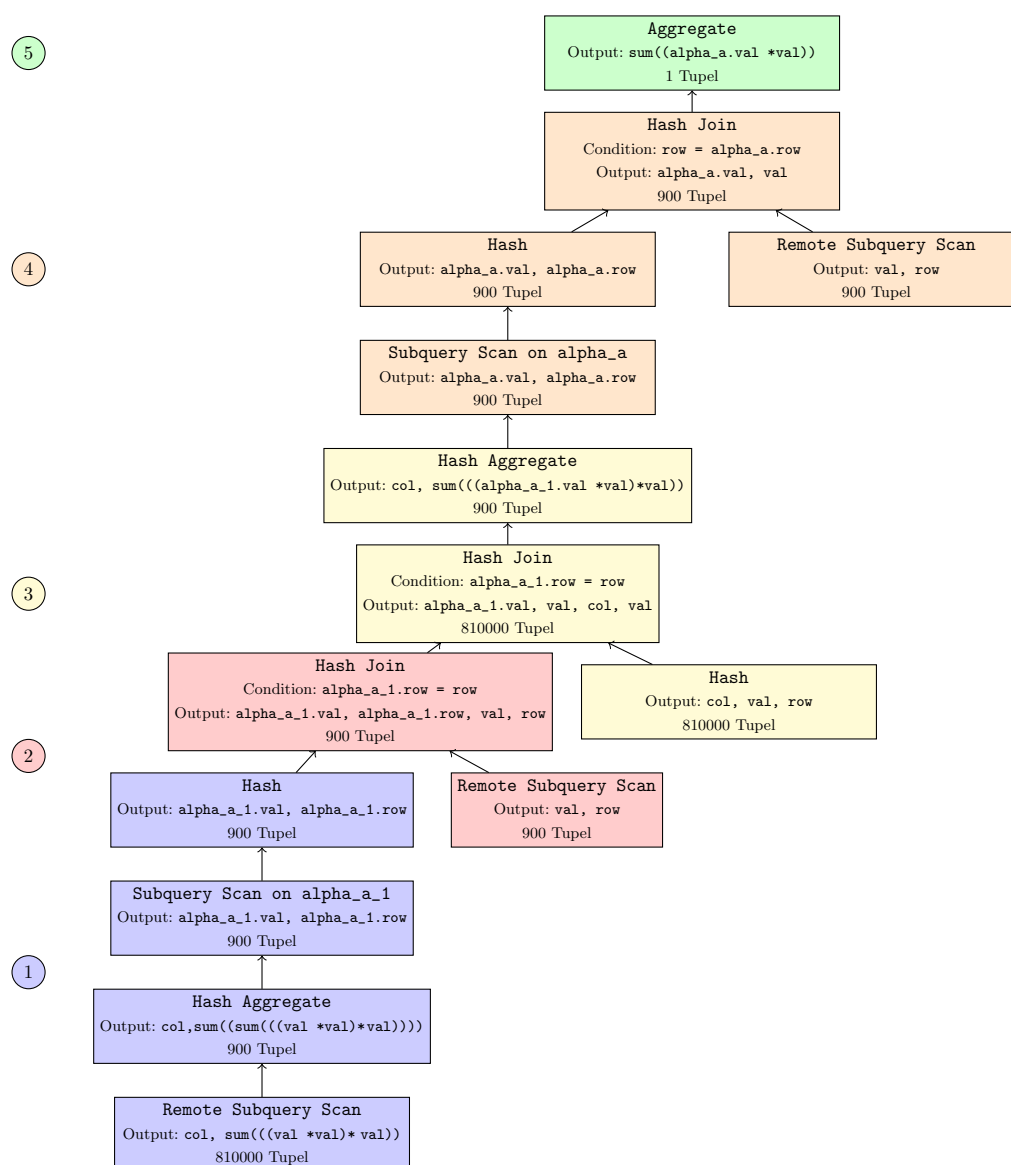 5
Aggregate
Output: sum((alpha_a.val *val))
1 Tupel
Hash Join
Condition: row = alpha_a.row
Output: alpha_a.val, val
900 Tupel
4
Hash
Output: alpha_a.val, alpha_a.row
900 Tupel
Remote Subquery Scan
Output: val, row
900 Tupel
Subquery Scan on alpha_a
Output: alpha_a.val, alpha_a.row
900 Tupel
Hash Aggregate
Output: col, sum(((alpha_a_1.val *val)*val))
900 Tupel
3
Hash Join
Condition: alpha_a_1.row = row
Output: alpha_a_1.val, val, col, val
810000 Tupel
Hash Join
Condition: alpha_a_1.row = row
Output: alpha_a_1.val, alpha_a_1.row, val, row
900 Tupel
Hash
Output: col, val, row
810000 Tupel
2
Hash
Output: alpha_a_1.val, alpha_a_1.row
900 Tupel
Remote Subquery Scan
Output: val, row
900 Tupel
Subquery Scan on alpha_a_1
Output: alpha_a_1.val, alpha_a_1.row
900 Tupel
1
Hash Aggregate
Output: col,sum((sum(((val *val)*val))))
900 Tupel
Remote Subquery Scan
Output: col, sum(((val *val)* val))
810000 Tupel